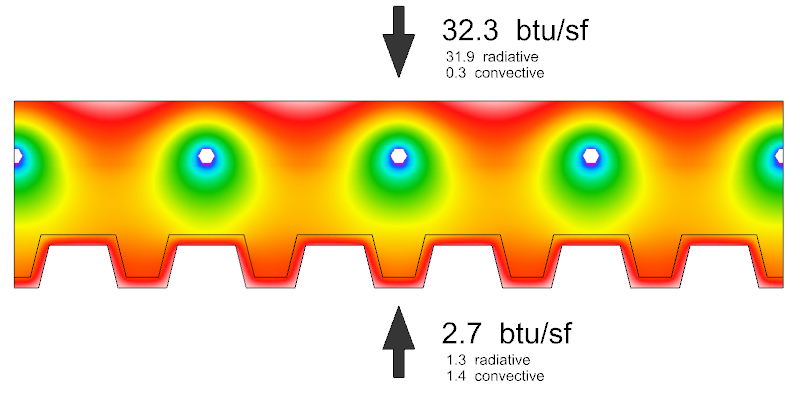 32.3 btu/sf
31.9 radiative
0.3 convective
2.7 btu/sf
1.3 radiative
1.4 convective